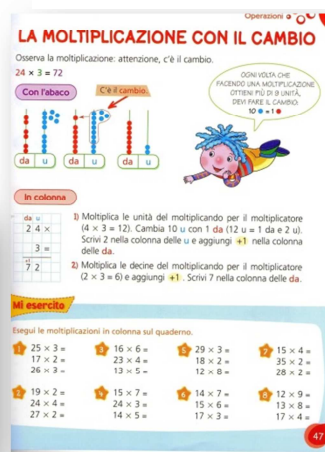 Operazioni
LA MOLTIPLICAZIONE CON IL CAMBIO
Osserva la moltiplicazione: attenzione, c'è il cambio.
24 × 3 = 72
Con l'abaco
C'è il cambio.
OGNI VOLTA CHE
FACENDO UNA MOLTIPLICAZIONE
OTTIENI PIÙ DI 9 UNITÀ,
DEVI FARE IL CAMBIO:
10 = 1
da u da u da u
In colonna
da u
2 4 ×
3 =
+1
7 2
1) Moltiplica le unità del moltiplicando per il moltiplicatore
(4 × 3 = 12). Cambia 10 u con 1 da (12 u = 1 da e 2 u).
Scrivi 2 nella colonna delle u e aggiungi +1 nella colonna
delle da.
2) Moltiplica le decine del moltiplicando per il moltiplicatore
(2 × 3 = 6) e aggiungi +1. Scrivi 7 nella colonna delle da.
Mi esercito
Esegui le moltiplicazioni in colonna sul quaderno.
1 25 × 3 =
17 × 2 =
26 × 3 =
3 16 × 6 =
23 × 4 =
13 × 5 =
5 29 × 3 =
18 × 2 =
12 × 8 =
7 15 × 4 =
35 × 2 =
28 × 2 =
2 19 × 2 =
24 × 4 =
27 × 2 =
4 15 × 7 =
24 × 3 =
14 × 5 =
6 14 × 7 =
15 × 6 =
17 × 3 =
8 12 × 9 =
13 × 8 =
17 × 4 =
47